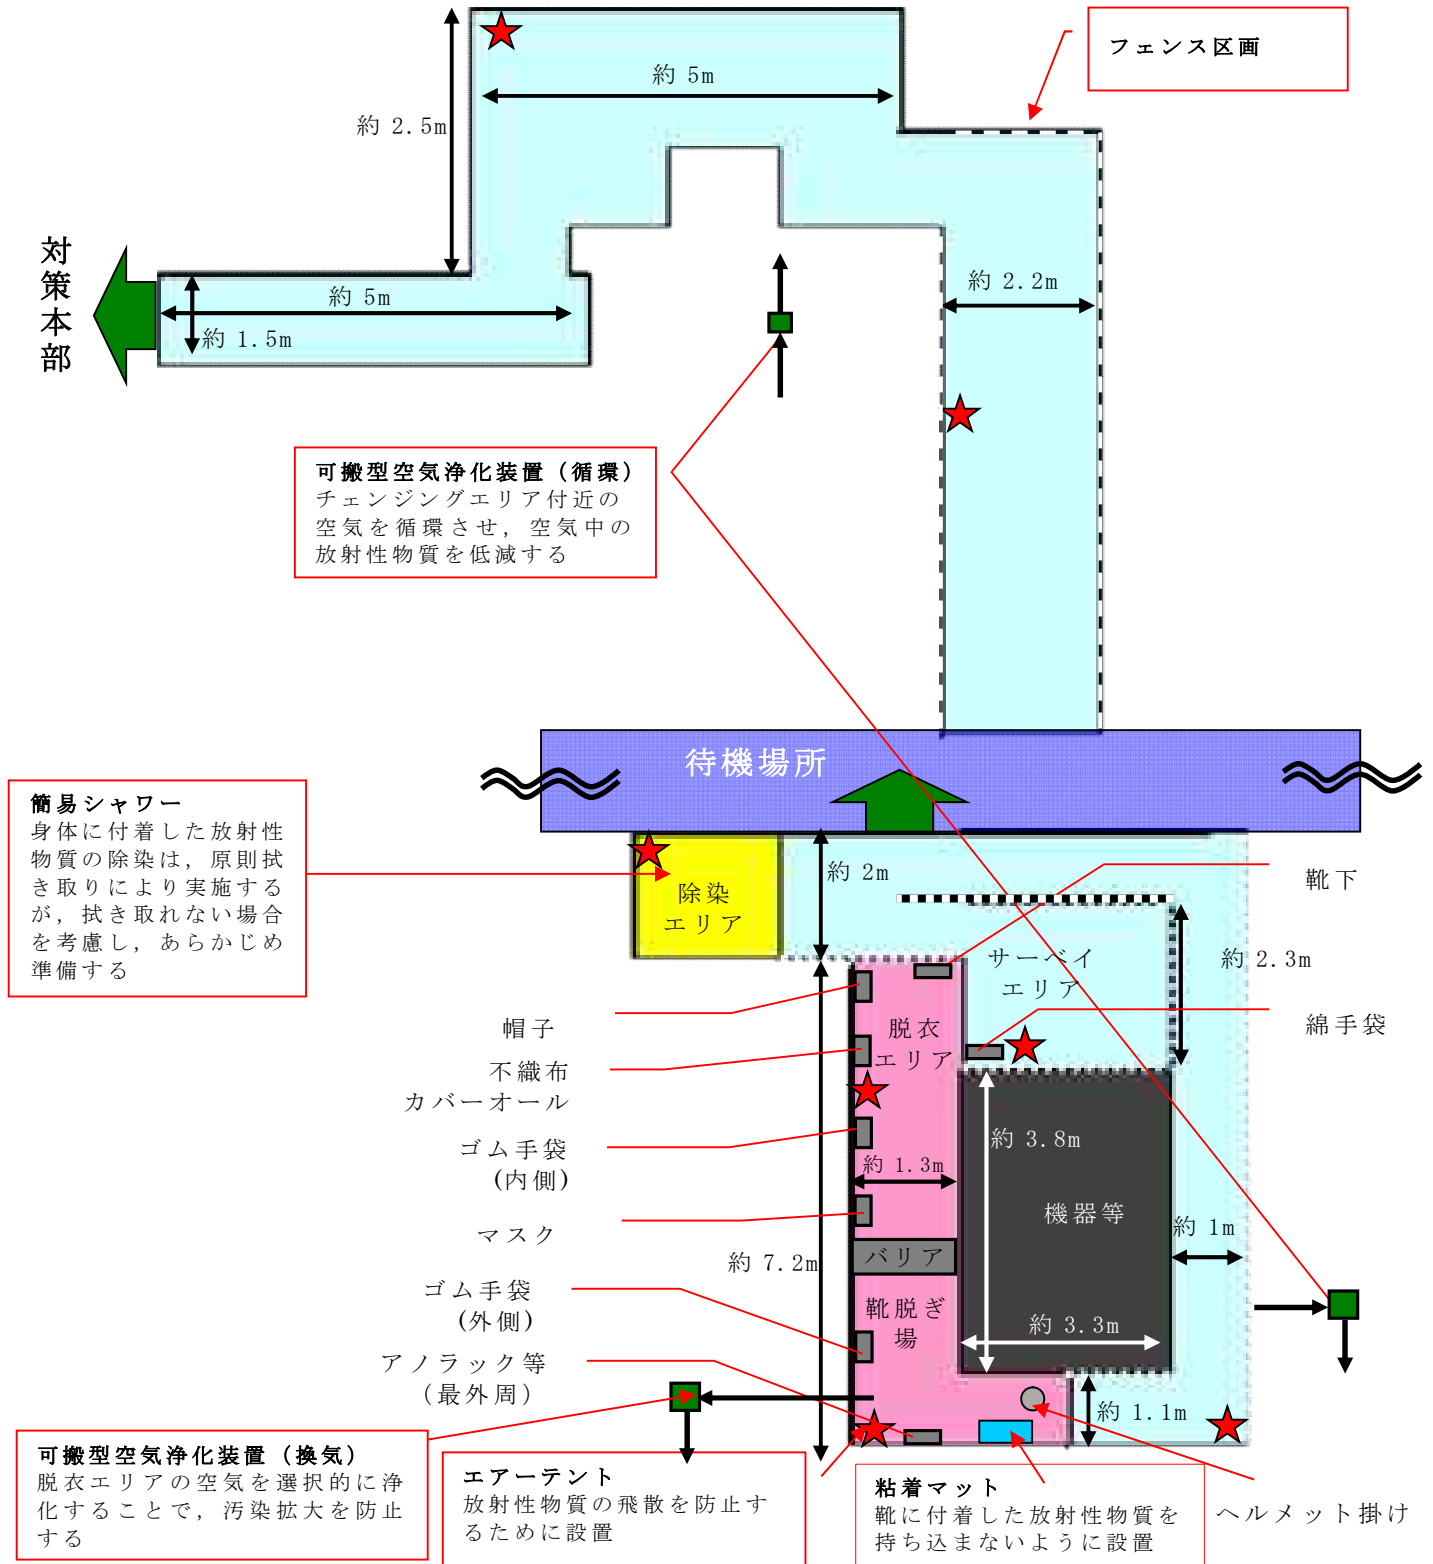 フェンス区画
約 5m
約 2.5m
対策本部
約 5m
約 1.5m
約 2.2m
可搬型空気浄化装置（循環）
チェンジングエリア付近の
空気を循環させ，空気中の
放射性物質を低減する
待機場所
簡易シャワー
身体に付着した放射性
物質の除染は，原則拭
き取りにより実施する
が，拭き取れない場合
を考慮し，あらかじめ
準備する
除染
エリア
約 2m
靴下
サーベイ
エリア
約 2.3m
綿手袋
帽子
脱衣
エリア
不織布
カバーオール
ゴム手袋
(内側)
約 3.8m
約 1.3m
機器等
マスク
バリア
約 1m
約 7.2m
ゴム手袋
(外側)
靴脱ぎ
場
約 3.3m
アノラック等
（最外周）
約 1.1m
可搬型空気浄化装置（換気）
脱衣エリアの空気を選択的に浄
化することで，汚染拡大を防止
する
エアーテント
放射性物質の飛散を防止す
るために設置
粘着マット
靴に付着した放射性物質を
持ち込まないように設置
ヘルメット掛け